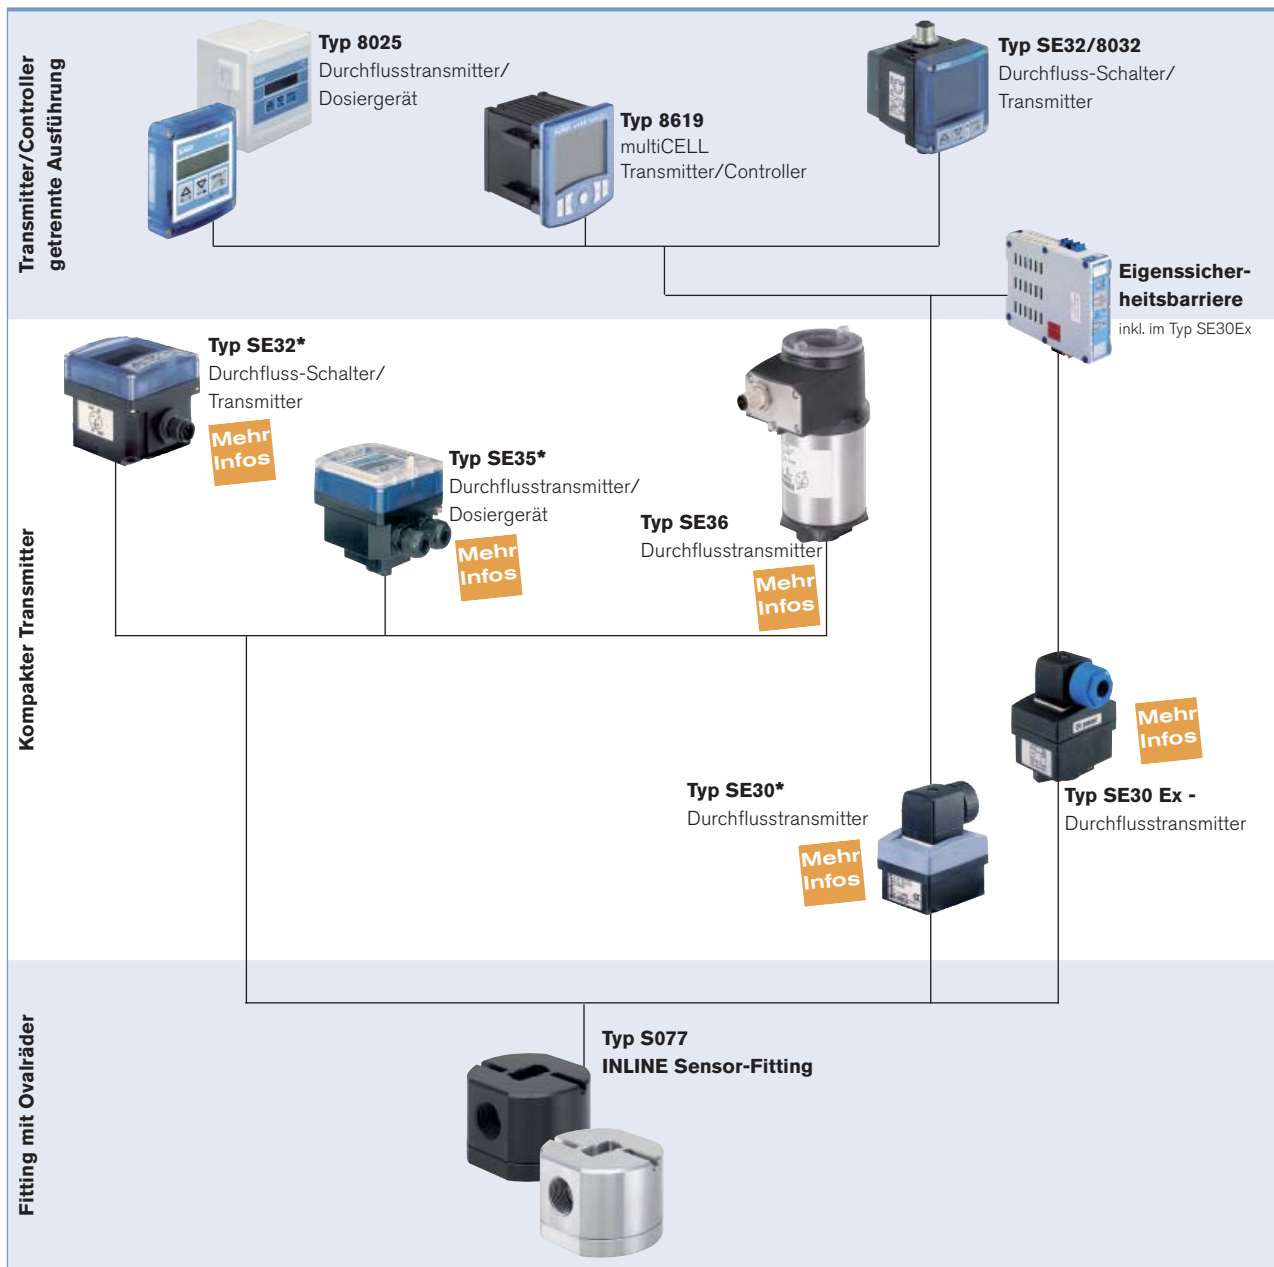 Transmitter/Controller
getrennte Ausführung
Typ 8025
Durchflusstransmitter/
Dosiergerät
Typ 8619
multiCELL
Transmitter/Controller
Typ SE32/8032
Durchfluss-Schalter/
Transmitter
Eigenssicher-
heitsbarriere
inkl. im Typ SE30Ex
Kompakter Transmitter
Typ SE32*
Durchfluss-Schalter/
Transmitter
Mehr
Infos
Typ SE35*
Durchflusstransmitter/
Dosiergerät
Mehr
Infos
Typ SE36
Durchflusstransmitter
Mehr
Infos
Typ SE30*
Durchflusstransmitter
Mehr
Infos
Mehr
Infos
Typ SE30 Ex -
Durchflusstransmitter
Fitting mit Ovalräder
Typ S077
INLINE Sensor-Fitting